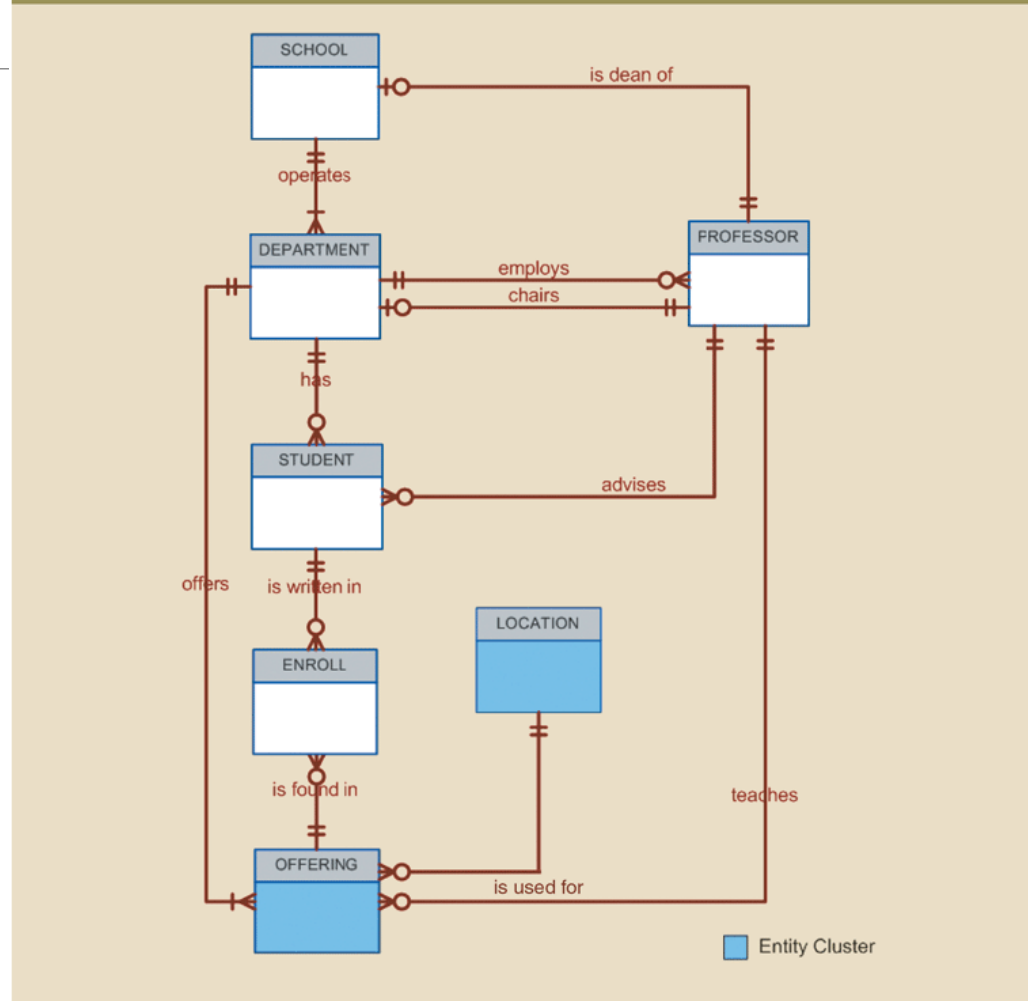 SCHOOL
is dean of
operates
PROFESSOR
DEPARTMENT
employs
chairs
has
STUDENT
advises
offers
is written in
LOCATION
ENROLL
is found in
teaches
OFFERING
is used for
Entity Cluster